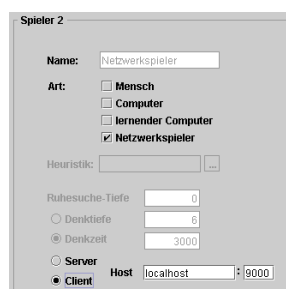 Spieler 2
Name: Netzwerkspieler
Art: Mensch
Computer
lernender Computer
Netzwerkspieler
Heuristik: ...
Ruhesuche-Tiefe 0
Denktiefe 6
Denkzeit 3000
Server
Client Host localhost : 9000